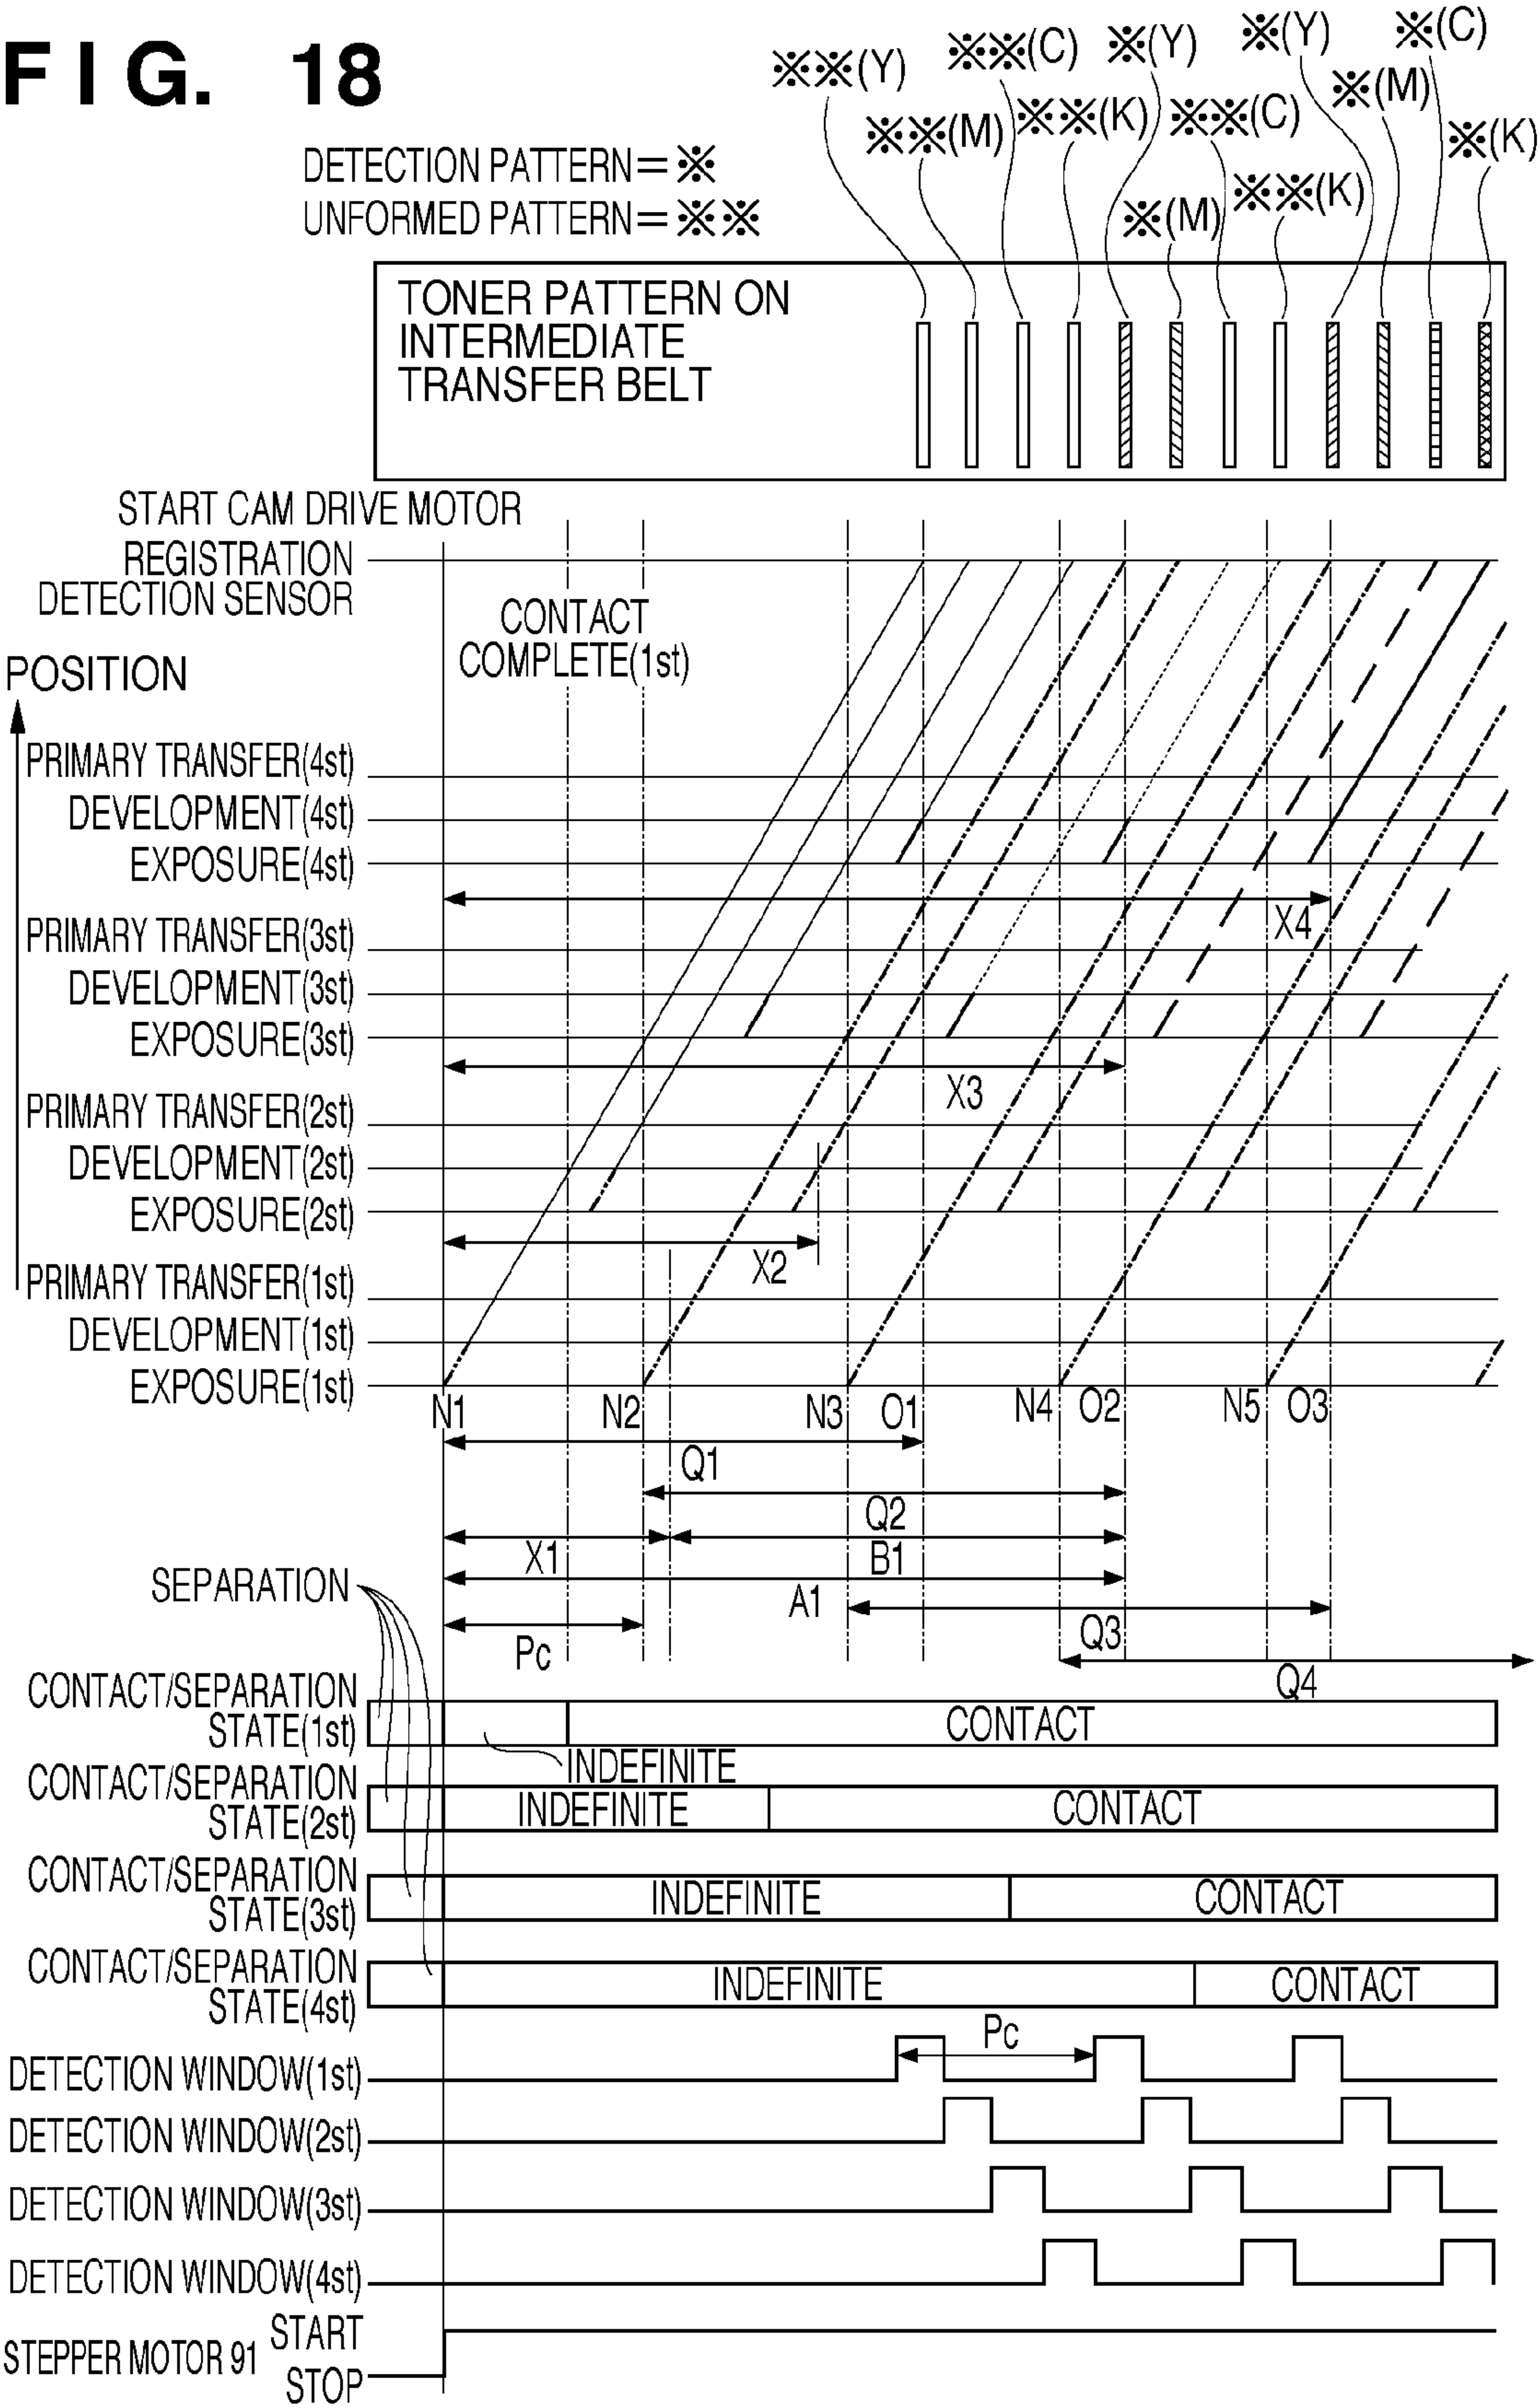 FIG. 18
DETECTION PATTERN=※
UNFORMED PATTERN=※※
※※(Y)
※※(M)
※※(C)
※※(K)
※(Y)
※(M)
※※(C)
※※(K)
※(Y)
※(M)
※(C)
※(K)
TONER PATTERN ON
INTERMEDIATE
TRANSFER BELT
START CAM DRIVE MOTOR
REGISTRATION
DETECTION SENSOR
CONTACT
COMPLETE(1st)
POSITION
PRIMARY TRANSFER(4st)
DEVELOPMENT(4st)
EXPOSURE(4st)
X4
PRIMARY TRANSFER(3st)
DEVELOPMENT(3st)
EXPOSURE(3st)
X3
PRIMARY TRANSFER(2st)
DEVELOPMENT(2st)
EXPOSURE(2st)
X2
PRIMARY TRANSFER(1st)
DEVELOPMENT(1st)
EXPOSURE(1st)
N1 N2 N3 O1 N4 O2 N5 O3
Q1
Q2
X1 B1
A1
Pc Q3
Q4
SEPARATION
CONTACT/SEPARATION
STATE(1st)
CONTACT
INDEFINITE
CONTACT/SEPARATION
STATE(2st)
INDEFINITE CONTACT
CONTACT/SEPARATION
STATE(3st)
INDEFINITE CONTACT
CONTACT/SEPARATION
STATE(4st)
INDEFINITE CONTACT
Pc
DETECTION WINDOW(1st)
DETECTION WINDOW(2st)
DETECTION WINDOW(3st)
DETECTION WINDOW(4st)
STEPPER MOTOR 91
START
STOP